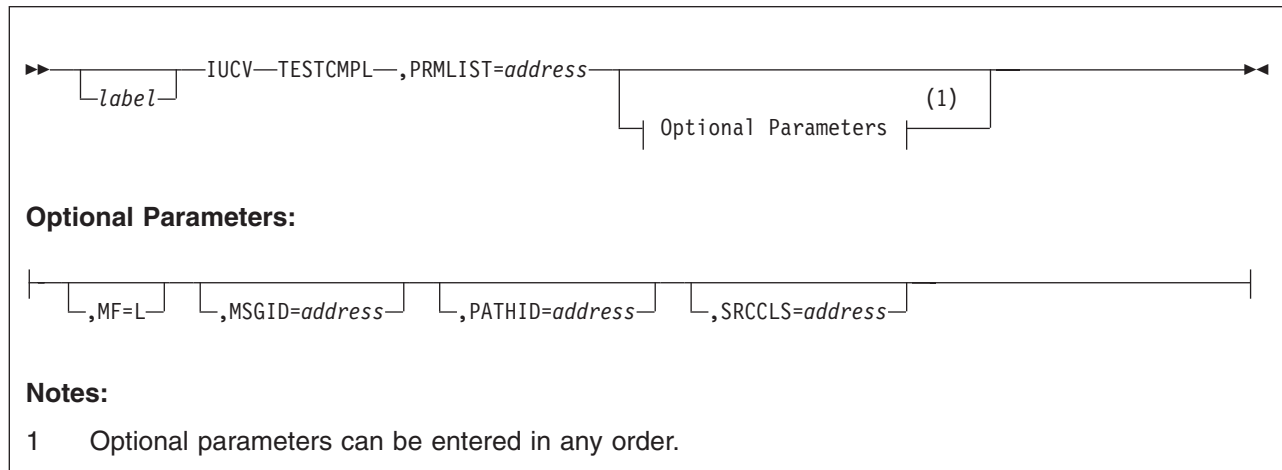 IUCV TESTCMPL ,PRMLIST=address
label
(1)
Optional Parameters
Optional Parameters:
,MF=L ,MSGID=address ,PATHID=address ,SRCCLS=address
Notes:
1 Optional parameters can be entered in any order.